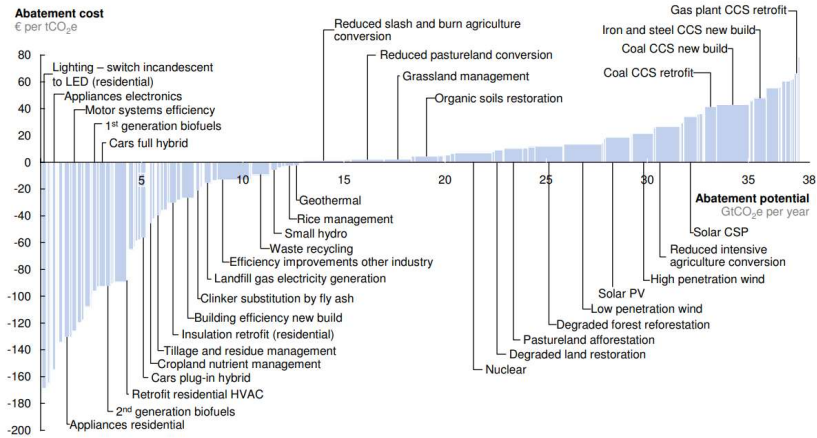 Abatement cost
€ per tCO₂e
Gas plant CCS retrofit
Reduced slash and burn agriculture
conversion
Iron and steel CCS new build
Coal CCS new build
Reduced pastureland conversion
Coal CCS retrofit
Grassland management
Organic soils restoration
Lighting – switch incandescent
to LED (residential)
Appliances electronics
Motor systems efficiency
1st generation biofuels
Cars full hybrid
80
60
40
20
0
-20
-40
-60
-80
-100
-120
-140
-160
-180
-200
5
10
15
20
25
30
35
38
Abatement potential
GtCO₂e per year
Geothermal
Rice management
Small hydro
Waste recycling
Efficiency improvements other industry
Landfill gas electricity generation
Clinker substitution by fly ash
Building efficiency new build
Insulation retrofit (residential)
Tillage and residue management
Cropland nutrient management
Cars plug-in hybrid
Retrofit residential HVAC
2nd generation biofuels
Appliances residential
Solar CSP
Reduced intensive
agriculture conversion
High penetration wind
Solar PV
Low penetration wind
Degraded forest reforestation
Pastureland afforestation
Degraded land restoration
Nuclear